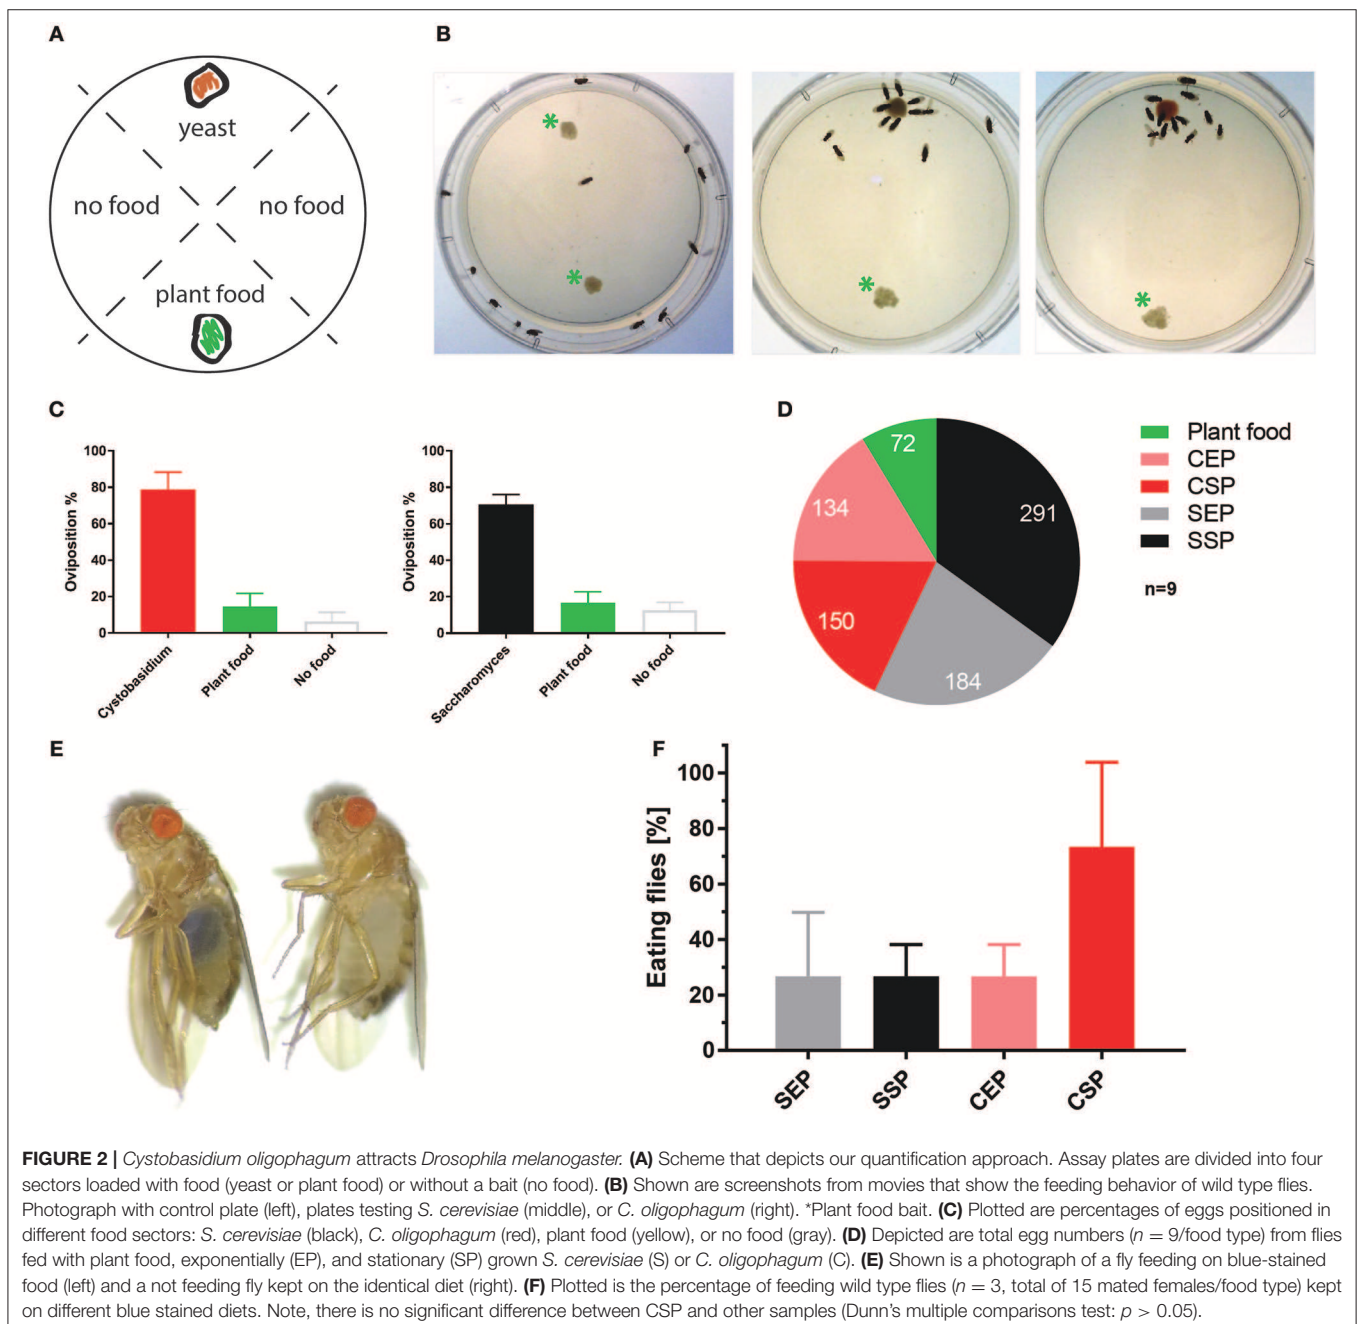 A
yeast
no food
no food
plant food
B
*
*
*
*
C
Oviposition %
100
80
60
40
20
0
Cystobasidium
Plant food
No food
Oviposition %
100
80
60
40
20
0
Saccharomyces
Plant food
No food
D
72
291
134
150
184
Plant food
CEP
CSP
SEP
SSP
n=9
E
F
Eating flies [%]
100
80
60
40
20
0
SEP
SSP
CEP
CSP
FIGURE 2 | Cystobasidium oligophagum attracts Drosophila melanogaster. (A) Scheme that depicts our quantification approach. Assay plates are divided into four
sectors loaded with food (yeast or plant food) or without a bait (no food). (B) Shown are screenshots from movies that show the feeding behavior of wild type flies.
Photograph with control plate (left), plates testing S. cerevisiae (middle), or C. oligophagum (right). *Plant food bait. (C) Plotted are percentages of eggs positioned in
different food sectors: S. cerevisiae (black), C. oligophagum (red), plant food (yellow), or no food (gray). (D) Depicted are total egg numbers (n = 9/food type) from flies
fed with plant food, exponentially (EP), and stationary (SP) grown S. cerevisiae (S) or C. oligophagum (C). (E) Shown is a photograph of a fly feeding on blue-stained
food (left) and a not feeding fly kept on the identical diet (right). (F) Plotted is the percentage of feeding wild type flies (n = 3, total of 15 mated females/food type) kept
on different blue stained diets. Note, there is no significant difference between CSP and other samples (Dunn's multiple comparisons test: p > 0.05).